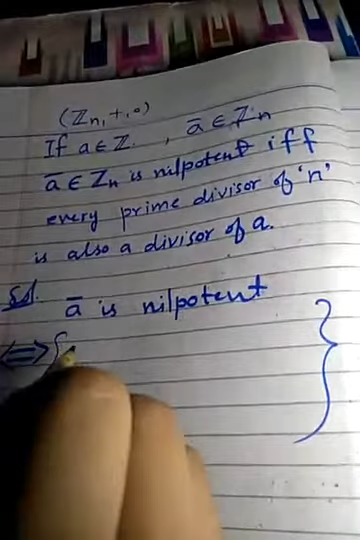 (ℤn, +, ∘)
If a ∈ ℤ, ā ∈ ℤn
ā ∈ ℤn is nilpotent iff
every prime divisor of 'n'
is also a divisor of a.
Sol. ā is nilpotent
⟺